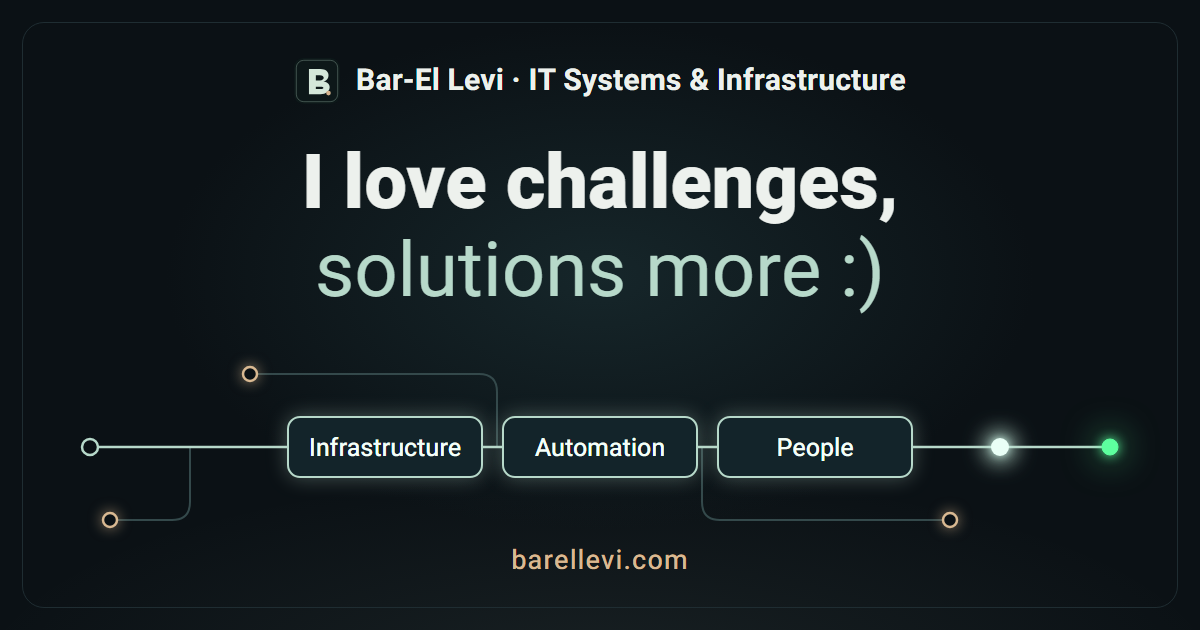 B.
Bar-El Levi · IT Systems & Infrastructure
I love challenges,
solutions more :)
Infrastructure
Automation
People
barellevi.com